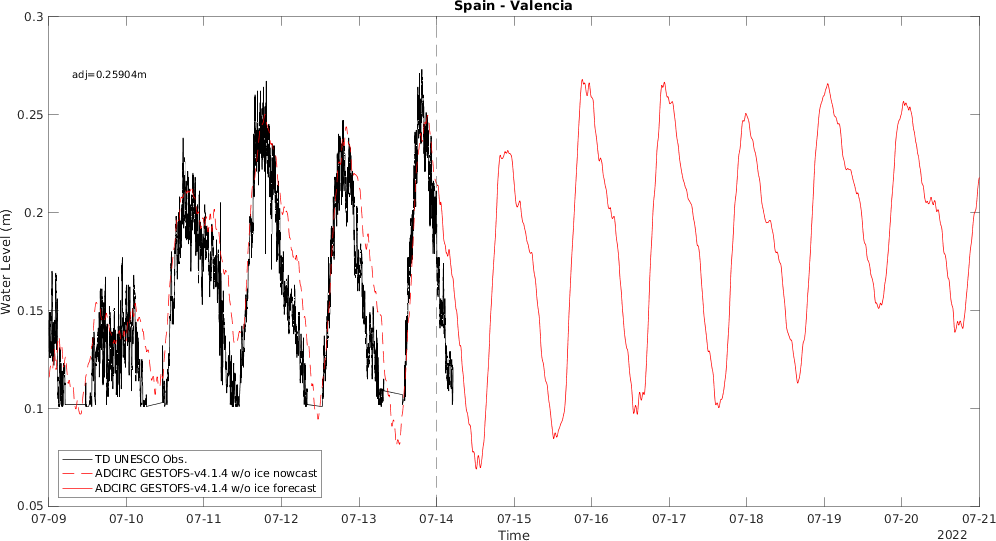 Spain - Valencia
0.3
0.25
0.2
0.15
0.1
0.05
Water Level (m)
adj=0.25904m
TD UNESCO Obs.
ADCIRC GESTOFS-v4.1.4 w/o ice nowcast
ADCIRC GESTOFS-v4.1.4 w/o ice forecast
07-09 07-10 07-11 07-12 07-13 07-14 07-15 07-16 07-17 07-18 07-19 07-20 07-21
Time
2022